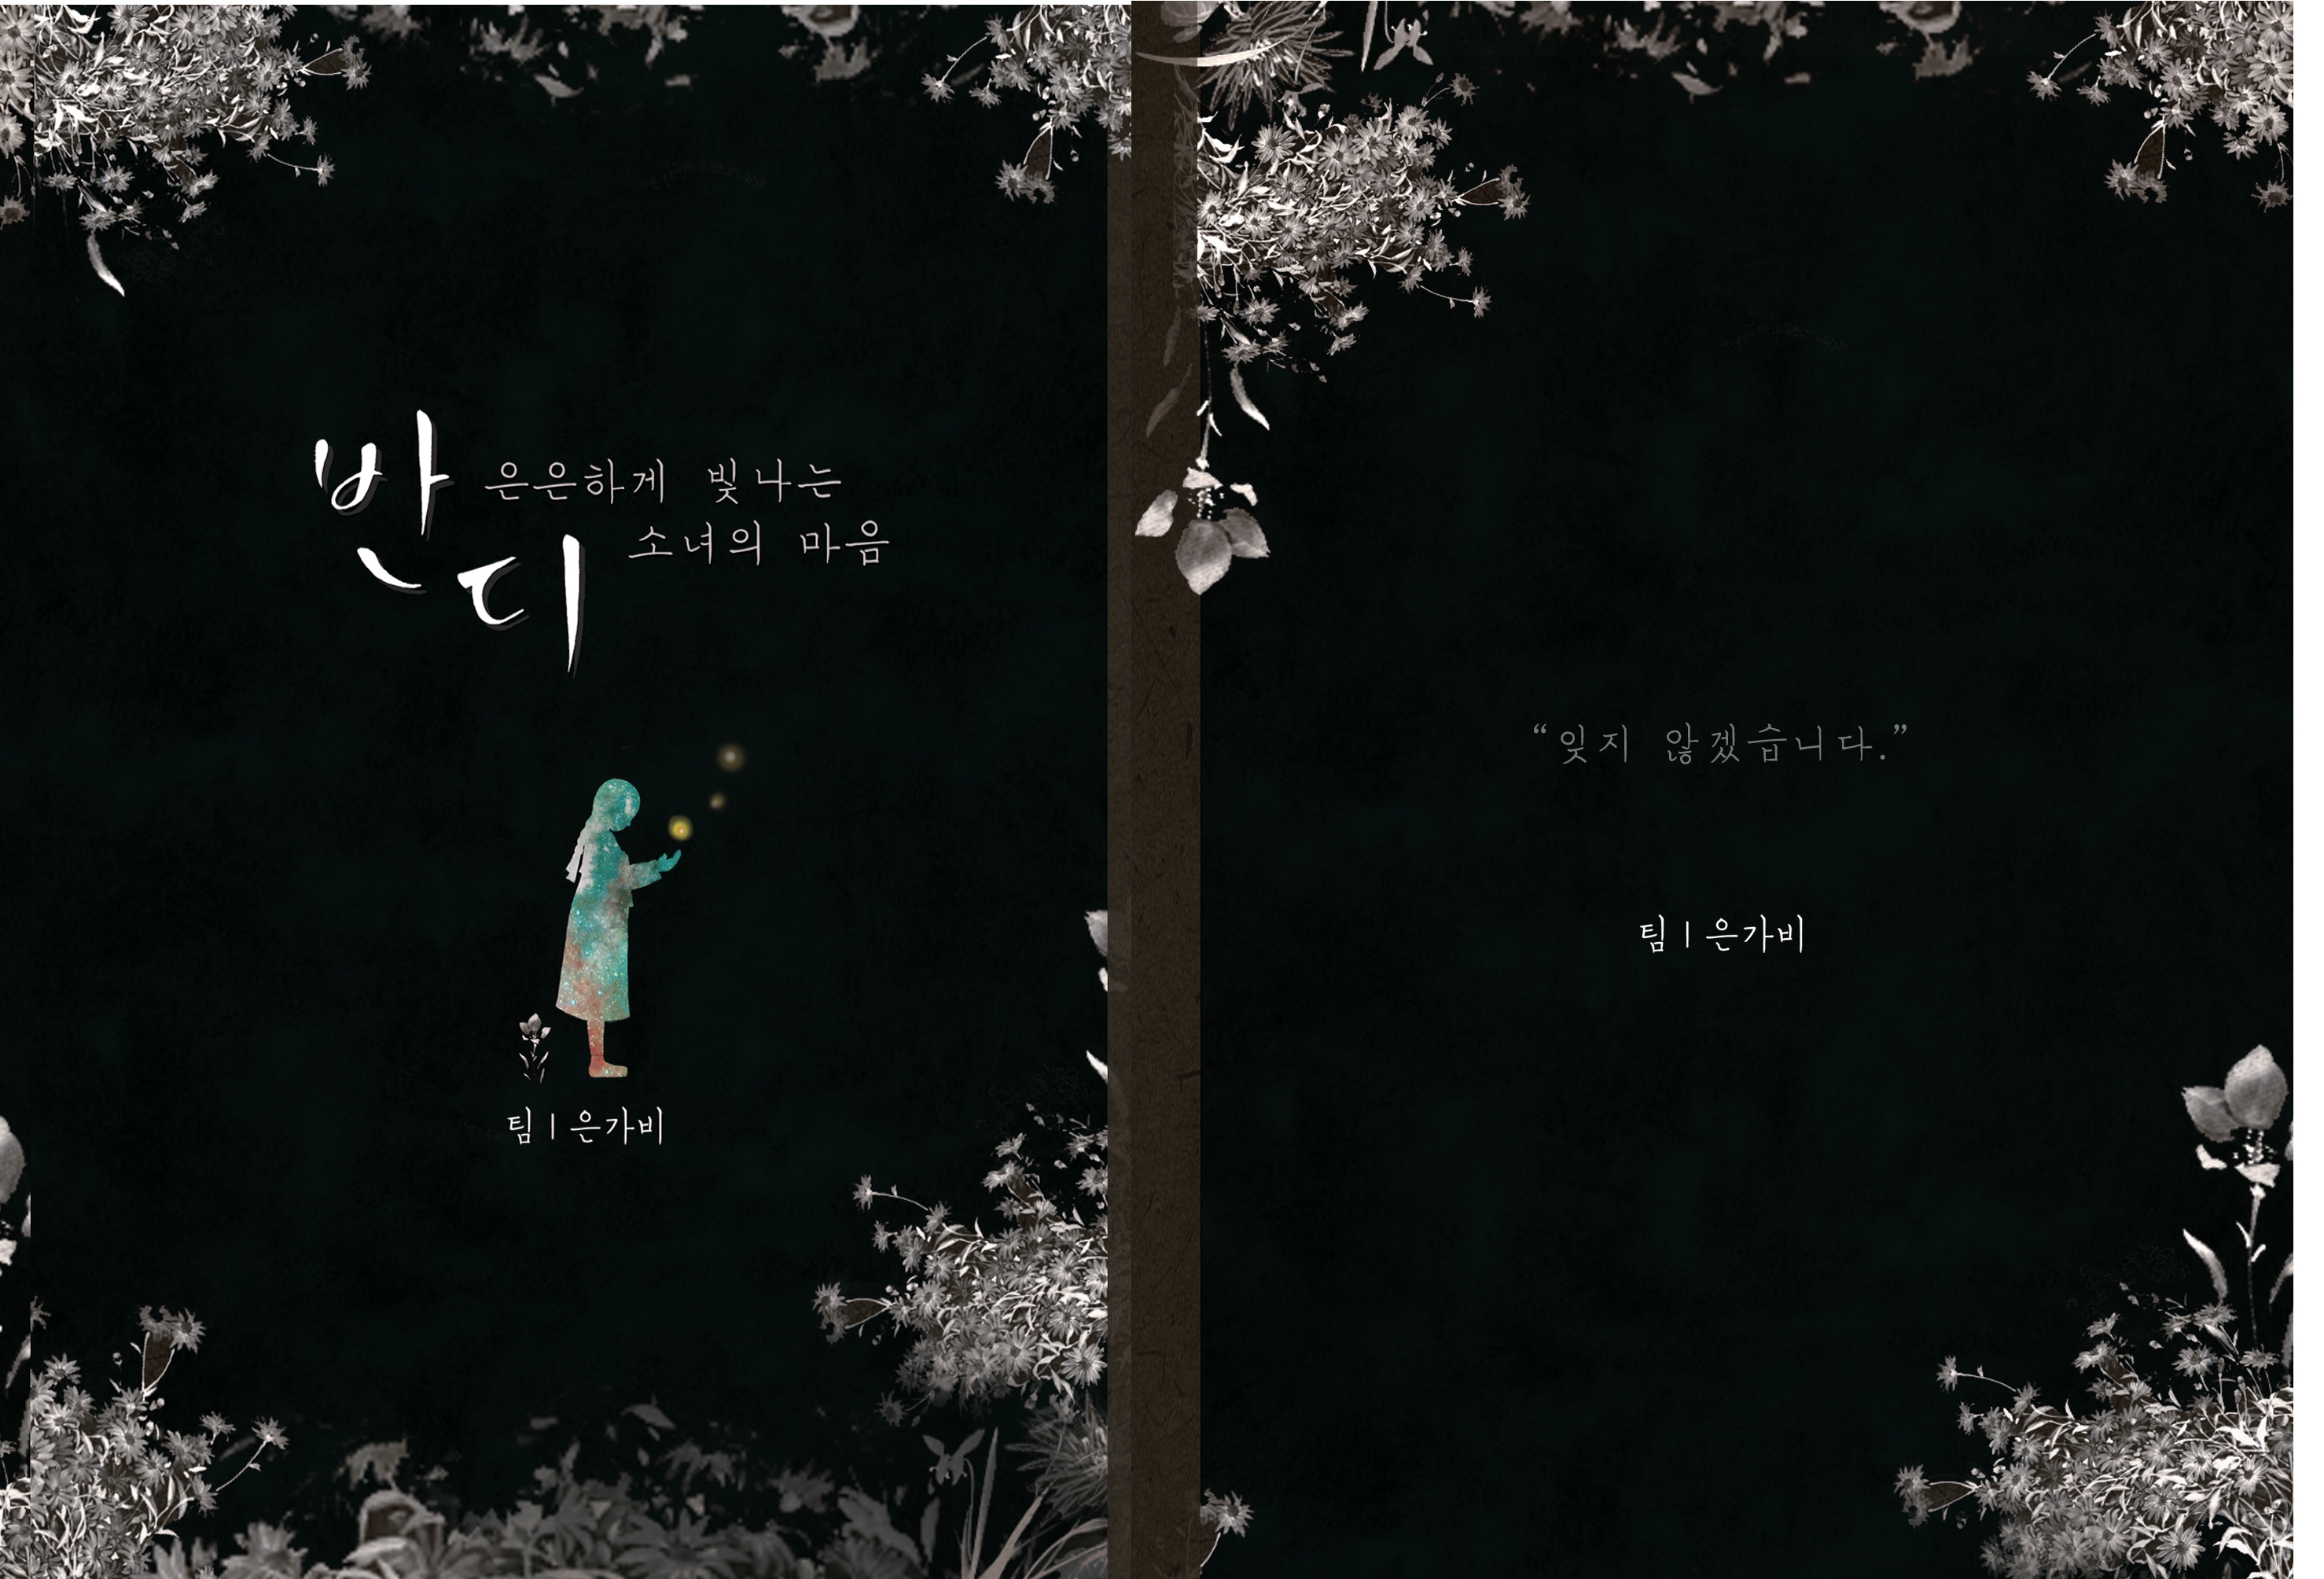 반디
은은하게 빛나는
소녀의 마음
팀 | 은가비
“잊지 않겠습니다.”
팀 | 은가비